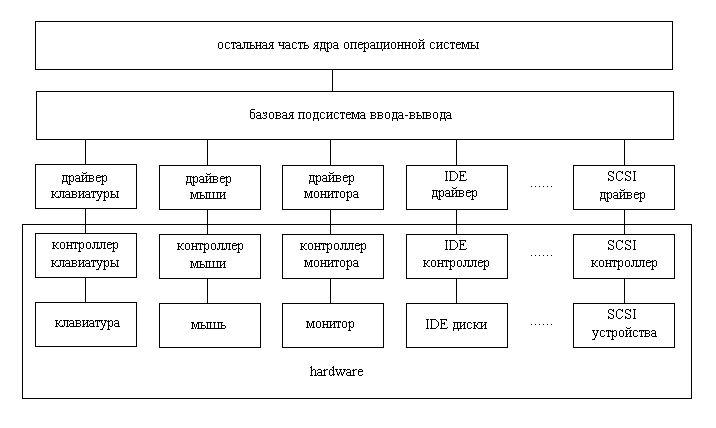 остальная часть ядра операционной системы
базовая подсистема ввода-вывода
драйвер
клавиатуры
драйвер
мыши
драйвер
монитора
IDE
драйвер
......
SCSI
драйвер
контроллер
клавиатуры
контроллер
мыши
контроллер
монитора
IDE
контроллер
......
SCSI
контроллер
клавиатура
мышь
монитор
IDE диски
......
SCSI
устройства
hardware